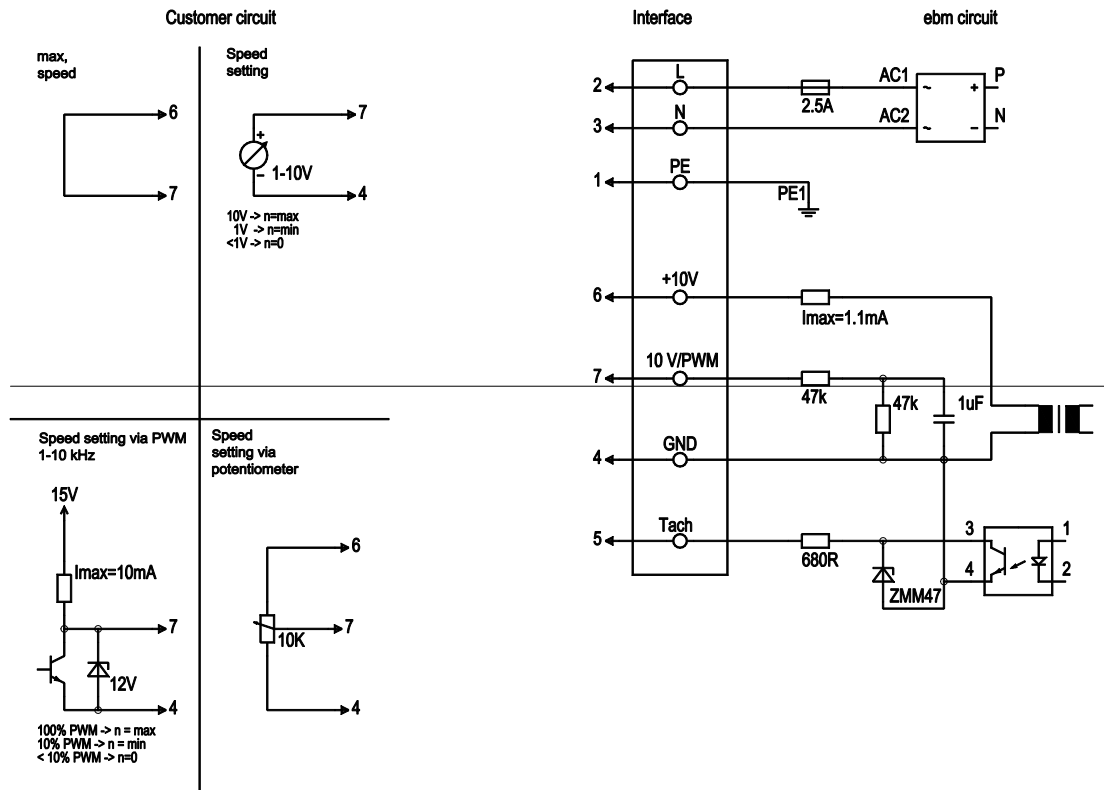 Customer circuit
Interface
ebm circuit
max,
speed
6
7
Speed
setting
7
+
1-10V
−
4
10V -> n=max
1V -> n=min
<1V -> n=0
2
L
2.5A
AC1
~
+
P
3
N
AC2
~
−
N
1
PE
PE1
6
+10V
Imax=1.1mA
7
10 V/PWM
47k
47k
1uF
4
GND
5
Tach
680R
ZMM47
3
4
1
2
Speed setting via PWM
1-10 kHz
15V
Imax=10mA
7
12V
4
100% PWM -> n = max
10% PWM -> n = min
< 10% PWM -> n=0
Speed
setting via
potentiometer
6
7
10K
4